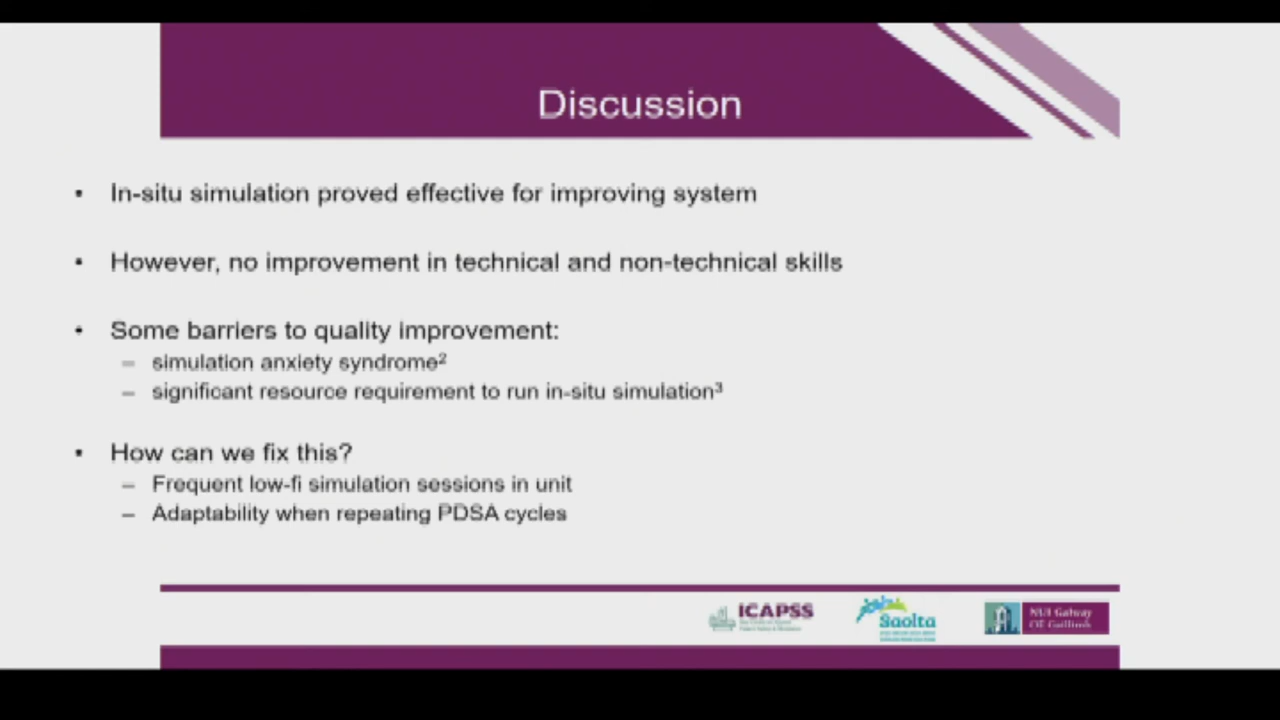 Discussion
• In-situ simulation proved effective for improving system
• However, no improvement in technical and non-technical skills
• Some barriers to quality improvement:
– simulation anxiety syndrome²
– significant resource requirement to run in-situ simulation³
• How can we fix this?
– Frequent low-fi simulation sessions in unit
– Adaptability when repeating PDSA cycles
ICAPSS
Saolta
NUI Galway
OÉ Gaillimh